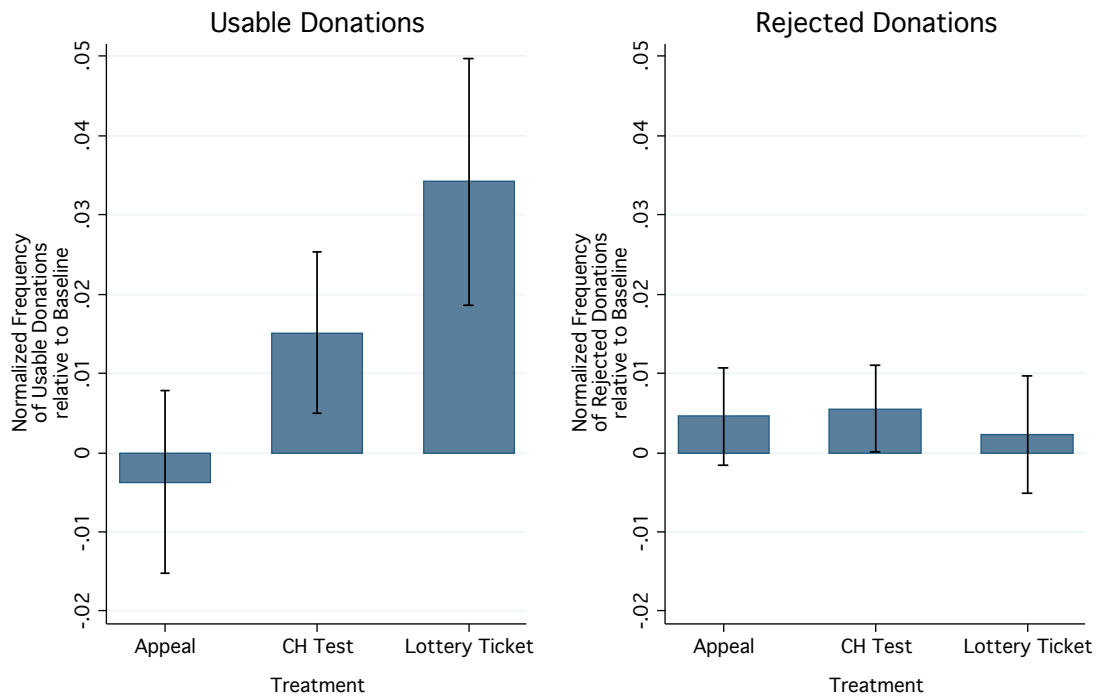 Usable Donations
Normalized Frequency
of Usable Donations
relative to Baseline
.05
.04
.03
.02
.01
0
-.01
-.02
Appeal
CH Test
Lottery Ticket
Treatment
Rejected Donations
Normalized Frequency
of Rejected Donations
relative to Baseline
.05
.04
.03
.02
.01
0
-.01
-.02
Appeal
CH Test
Lottery Ticket
Treatment